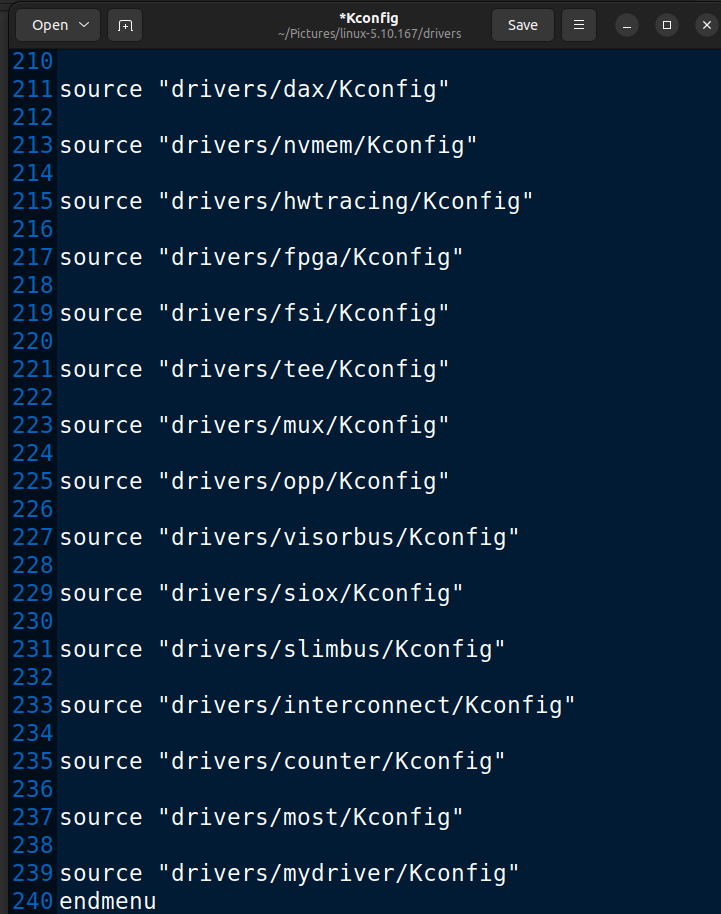 Open
*Kconfig
~/Pictures/linux-5.10.167/drivers
Save
210
211 source "drivers/dax/Kconfig"
212
213 source "drivers/nvmem/Kconfig"
214
215 source "drivers/hwtracing/Kconfig"
216
217 source "drivers/fpga/Kconfig"
218
219 source "drivers/fsi/Kconfig"
220
221 source "drivers/tee/Kconfig"
222
223 source "drivers/mux/Kconfig"
224
225 source "drivers/opp/Kconfig"
226
227 source "drivers/visorbus/Kconfig"
228
229 source "drivers/siox/Kconfig"
230
231 source "drivers/slimbus/Kconfig"
232
233 source "drivers/interconnect/Kconfig"
234
235 source "drivers/counter/Kconfig"
236
237 source "drivers/most/Kconfig"
238
239 source "drivers/mydriver/Kconfig"
240 endmenu